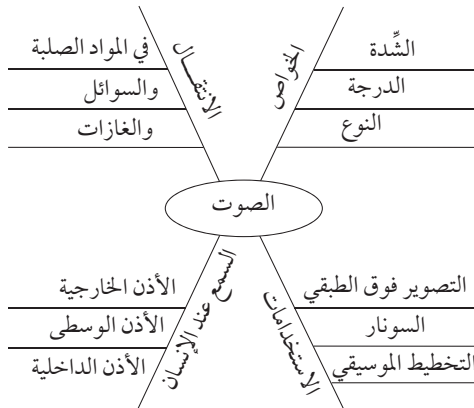 الخواص
الشِّدة
الدرجة
النوع
الانتقال
في المواد الصلبة
والسوائل
والغازات
الصوت
الاستخدامات
التصوير فوق الطبقي
السونار
التخطيط الموسيقي
السمع عند الإنسان
الأذن الخارجية
الأذن الوسطى
الأذن الداخلية